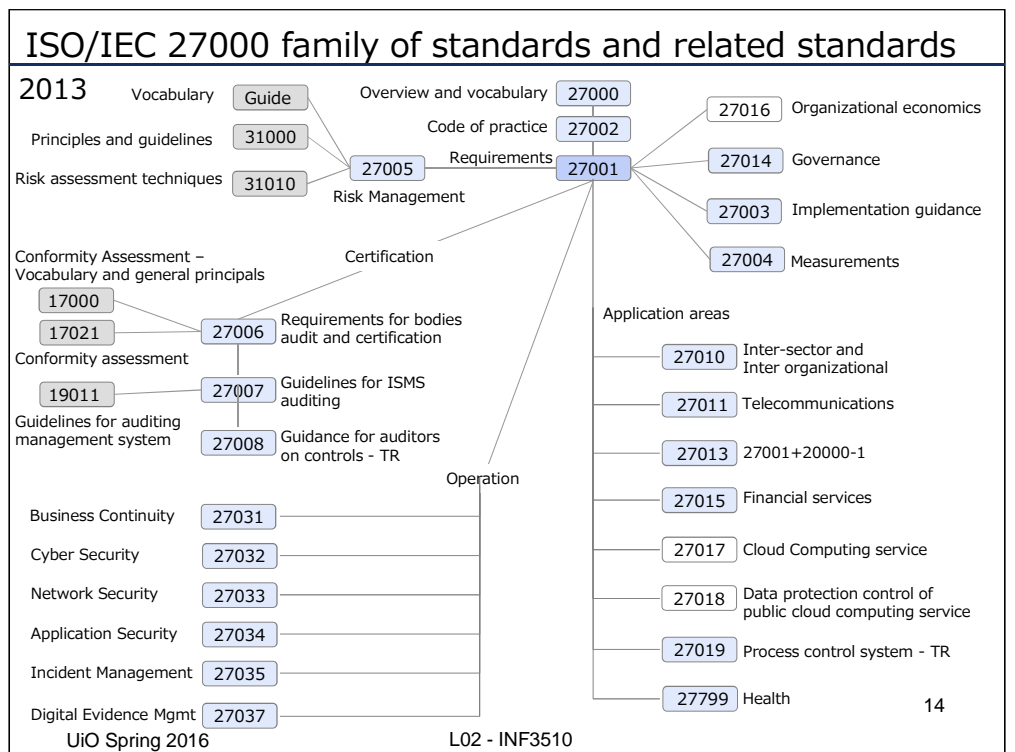 ISO/IEC 27000 family of standards and related standards
2013
Vocabulary
Guide
Principles and guidelines
31000
Risk assessment techniques
31010
27005
Risk Management
Overview and vocabulary
27000
Code of practice
27002
Requirements
27001
27016
Organizational economics
27014
Governance
27003
Implementation guidance
27004
Measurements
Certification
Conformity Assessment –
Vocabulary and general principals
17000
17021
Conformity assessment
19011
Guidelines for auditing
management system
27006
Requirements for bodies
audit and certification
27007
Guidelines for ISMS
auditing
27008
Guidance for auditors
on controls - TR
Operation
Business Continuity
27031
Cyber Security
27032
Network Security
27033
Application Security
27034
Incident Management
27035
Digital Evidence Mgmt
27037
Application areas
27010
Inter-sector and
Inter organizational
27011
Telecommunications
27013
27001+20000-1
27015
Financial services
27017
Cloud Computing service
27018
Data protection control of
public cloud computing service
27019
Process control system - TR
27799
Health
14
UiO Spring 2016
L02 - INF3510